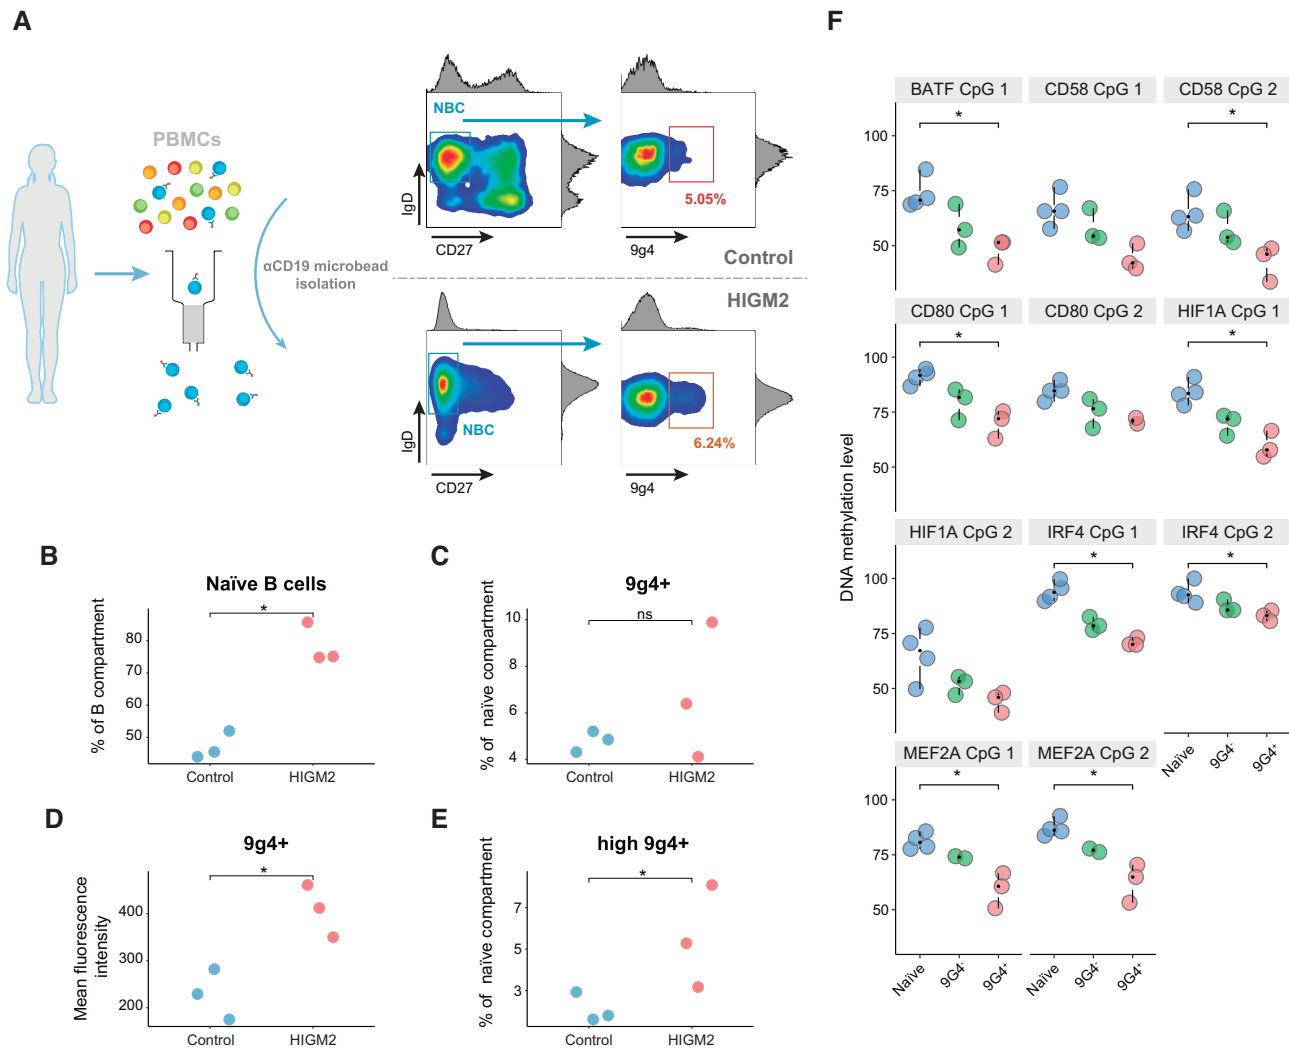 A
PBMCs
αCD19 microbead
isolation
NBC
IgD
CD27
5.05%
9g4
Control
HIGM2
NBC
IgD
CD27
6.24%
9g4
B
Naïve B cells
% of B compartment
80
70
60
50
*
Control
HIGM2
C
9g4+
% of naïve compartment
10
8
6
4
ns
Control
HIGM2
D
9g4+
Mean fluorescence
intensity
400
300
200
*
Control
HIGM2
E
high 9g4+
% of naïve compartment
7
5
3
*
Control
HIGM2
F
DNA methylation level
BATF CpG 1
CD58 CpG 1
CD58 CpG 2
*
*
100
75
50
CD80 CpG 1
CD80 CpG 2
HIF1A CpG 1
*
*
100
75
50
HIF1A CpG 2
IRF4 CpG 1
IRF4 CpG 2
*
*
100
75
50
Naïve
9G4-
9G4+
MEF2A CpG 1
MEF2A CpG 2
*
*
100
75
50
Naïve
9G4-
9G4+
Naïve
9G4-
9G4+